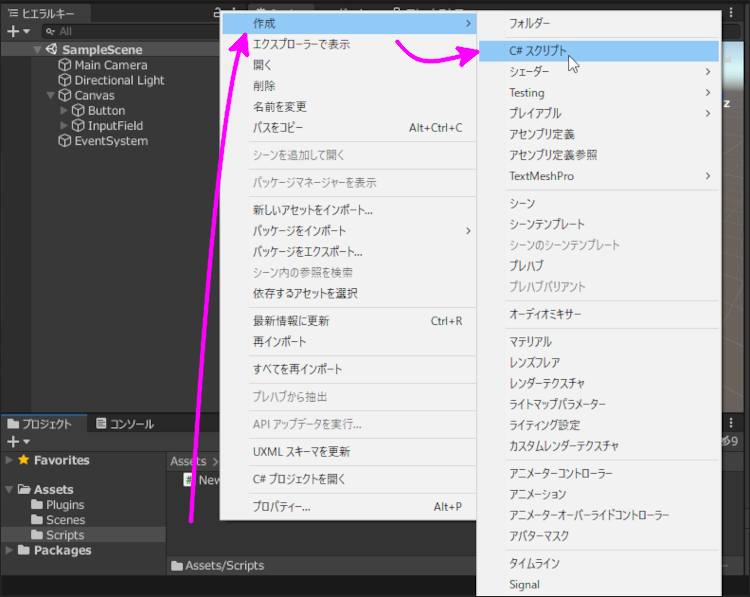 ヒエラルキー
All
SampleScene
Main Camera
Directional Light
Canvas
Button
InputField
EventSystem
作成
エクスプローラーで表示
開く
削除
名前を変更
パスをコピー Alt+Ctrl+C
シーンを追加して開く
パッケージマネージャーを表示
新しいアセットをインポート...
パッケージをインポート
パッケージをエクスポート...
シーン内の参照を検索
依存するアセットを選択
最新情報に更新 Ctrl+R
再インポート
すべてを再インポート
プレハブから抽出
API アップデータを実行...
UXML スキーマを更新
C# プロジェクトを開く
プロパティー... Alt+P
フォルダー
C# スクリプト
シェーダー
Testing
プレイアブル
アセンブリ定義
アセンブリ定義参照
TextMeshPro
シーン
シーンテンプレート
シーンのシーンテンプレート
プレハブ
プレハブバリアント
オーディオミキサー
マテリアル
レンズフレア
レンダーテクスチャ
ライトマップパラメーター
ライティング設定
カスタムレンダーテクスチャ
アニメーターコントローラー
アニメーション
アニメーターオーバーライドコントローラー
アバターマスク
タイムライン
Signal
z
プロジェクト
コンソール
9
Favorites
Assets
Plugins
Scenes
Scripts
Packages
Assets >
New
Assets/Scripts